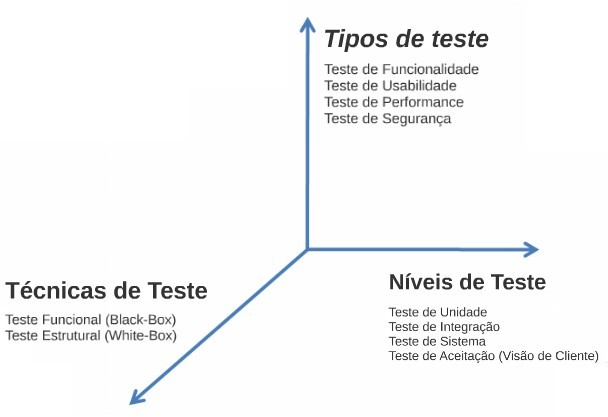 Tipos de teste
Teste de Funcionalidade
Teste de Usabilidade
Teste de Performance
Teste de Segurança
Níveis de Teste
Teste de Unidade
Teste de Integração
Teste de Sistema
Teste de Aceitação (Visão de Cliente)
Técnicas de Teste
Teste Funcional (Black-Box)
Teste Estrutural (White-Box)